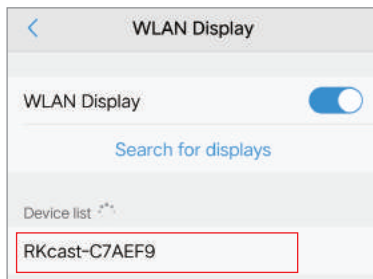 WLAN Display
WLAN Display
Search for displays
Device list
RKcast-C7AEF9